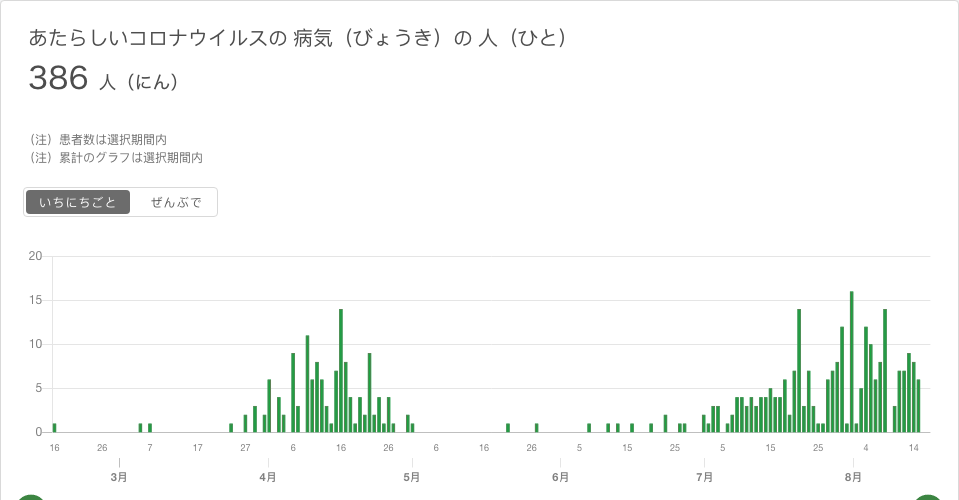 あたらしいコロナウイルスの 病気（びょうき）の 人（ひと）
386 人（にん）
（注）患者数は選択期間内
（注）累計のグラフは選択期間内
いちにちごと ぜんぶで
20
15
10
5
0
16 26 7 17 27 6 16 26 6 16 26 5 15 25 5 15 25 4 14
3月 4月 5月 6月 7月 8月